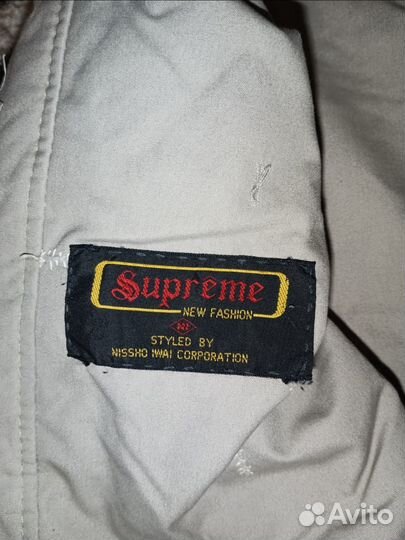 Supreme
NEW FASHION
STYLED BY
NISSHO IWAI CORPORATION
Avito